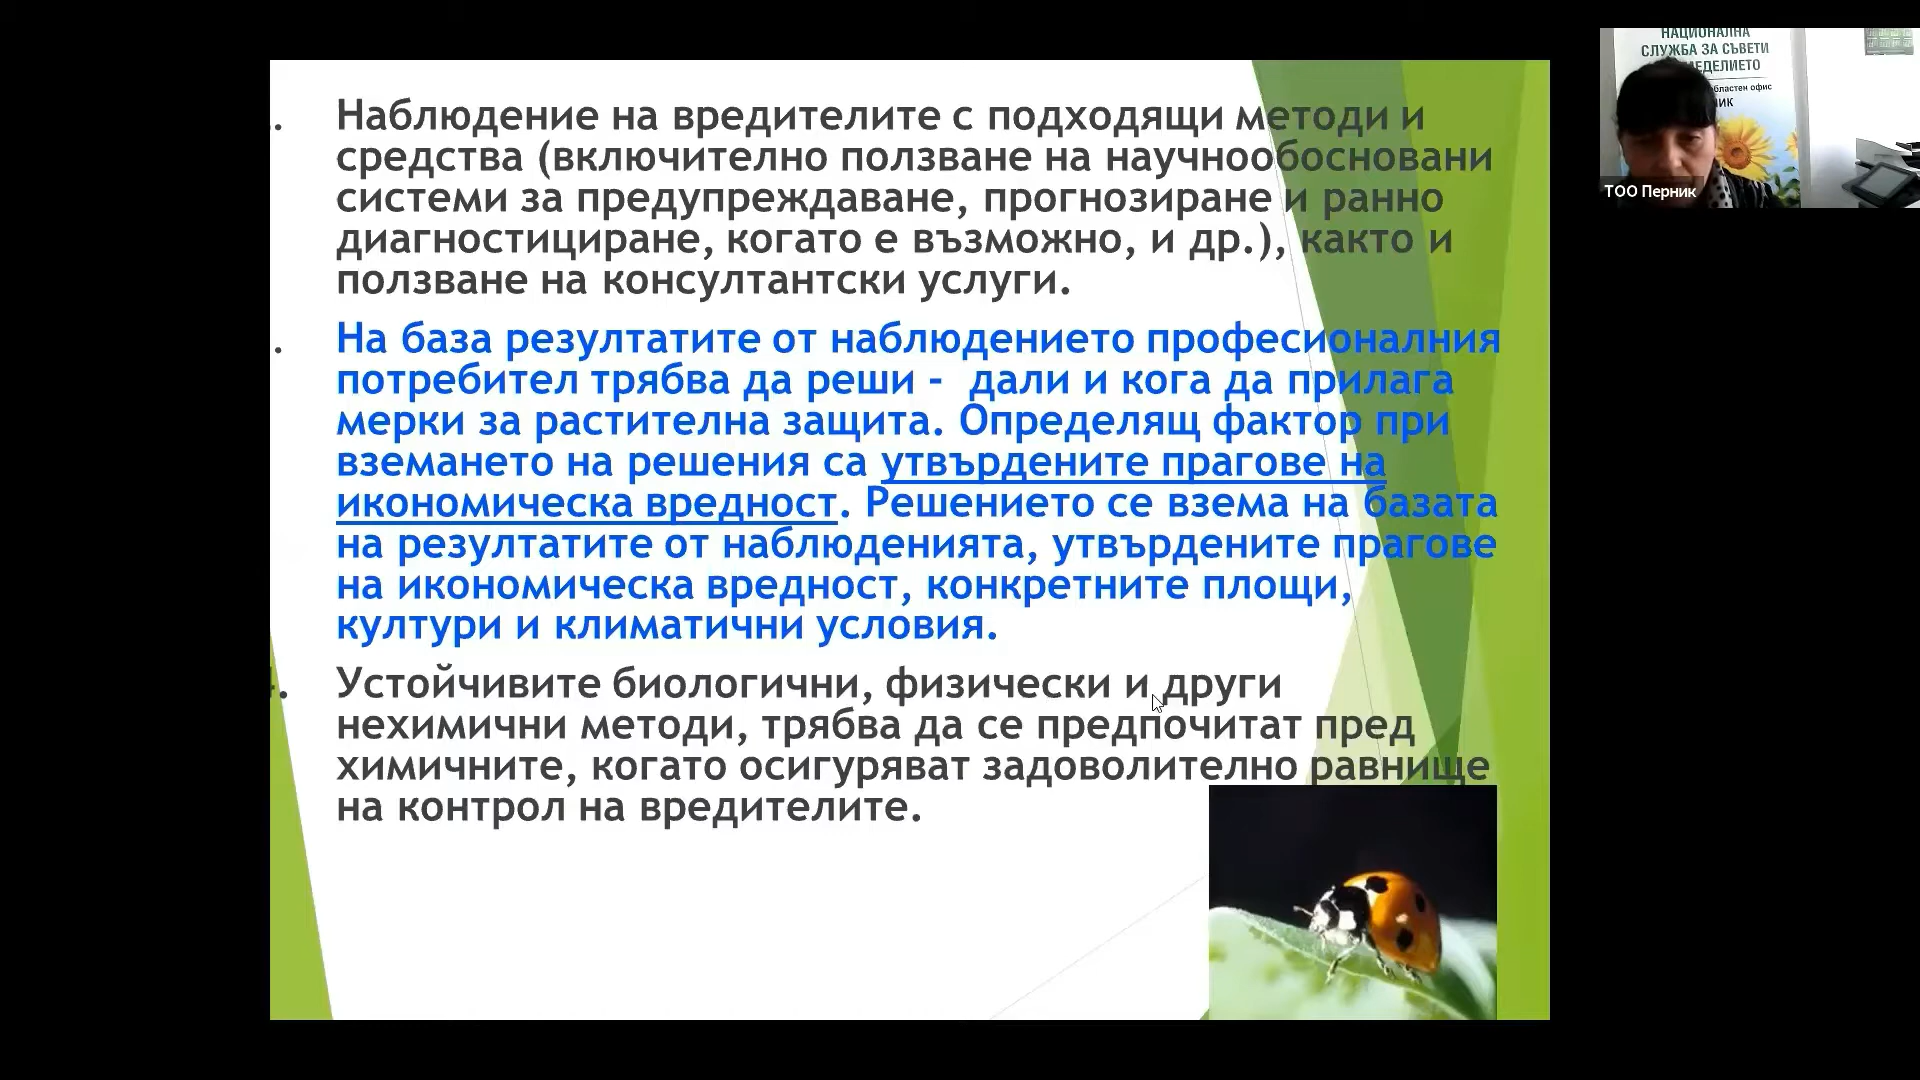 Наблюдение на вредителите с подходящи методи и
средства (включително ползване на научнообосновани
системи за предупреждаване, прогнозиране и ранно
диагностициране, когато е възможно, и др.), както и
ползване на консултантски услуги.
На база резултатите от наблюдението професионалния
потребител трябва да реши - дали и кога да прилага
мерки за растителна защита. Определящ фактор при
вземането на решения са утвърдените прагове на
икономическа вредност. Решението се взема на базата
на резултатите от наблюденията, утвърдените прагове
на икономическа вредност, конкретните площи,
култури и климатични условия.
Устойчивите биологични, физически и други
нехимични методи, трябва да се предпочитат пред
химичните, когато осигуряват задоволително равнище
на контрол на вредителите.
НАЦИОНАЛНА
СЛУЖБА ЗА СЪВЕТИ
ТОО Перник